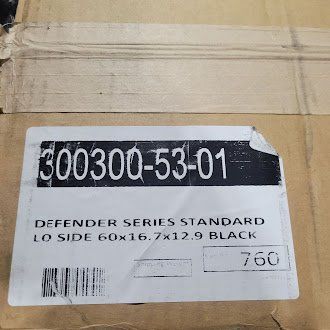 300300-53-01
DEFENDER SERIES STANDARD
LO SIDE 60x16.7x12.9 BLACK
760